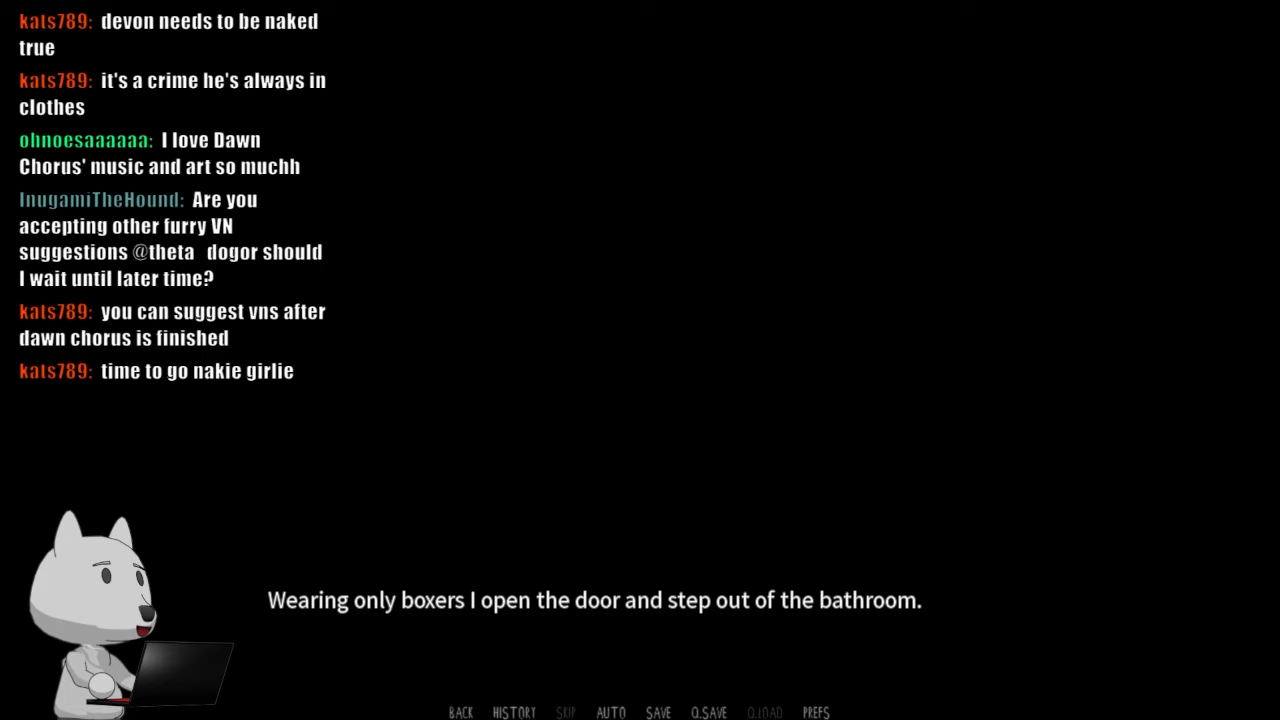 kats789: devon needs to be naked
true
kats789: it's a crime he's always in
clothes
ohnoesaaaaaa: I love Dawn
Chorus' music and art so muchh
InugamiTheHound: Are you
accepting other furry VN
suggestions @theta dogor should
I wait until later time?
kats789: you can suggest vns after
dawn chorus is finished
kats789: time to go nakie girlie
Wearing only boxers I open the door and step out of the bathroom.
BACK HISTORY SKIP AUTO SAVE Q.SAVE Q.LOAD PREFS